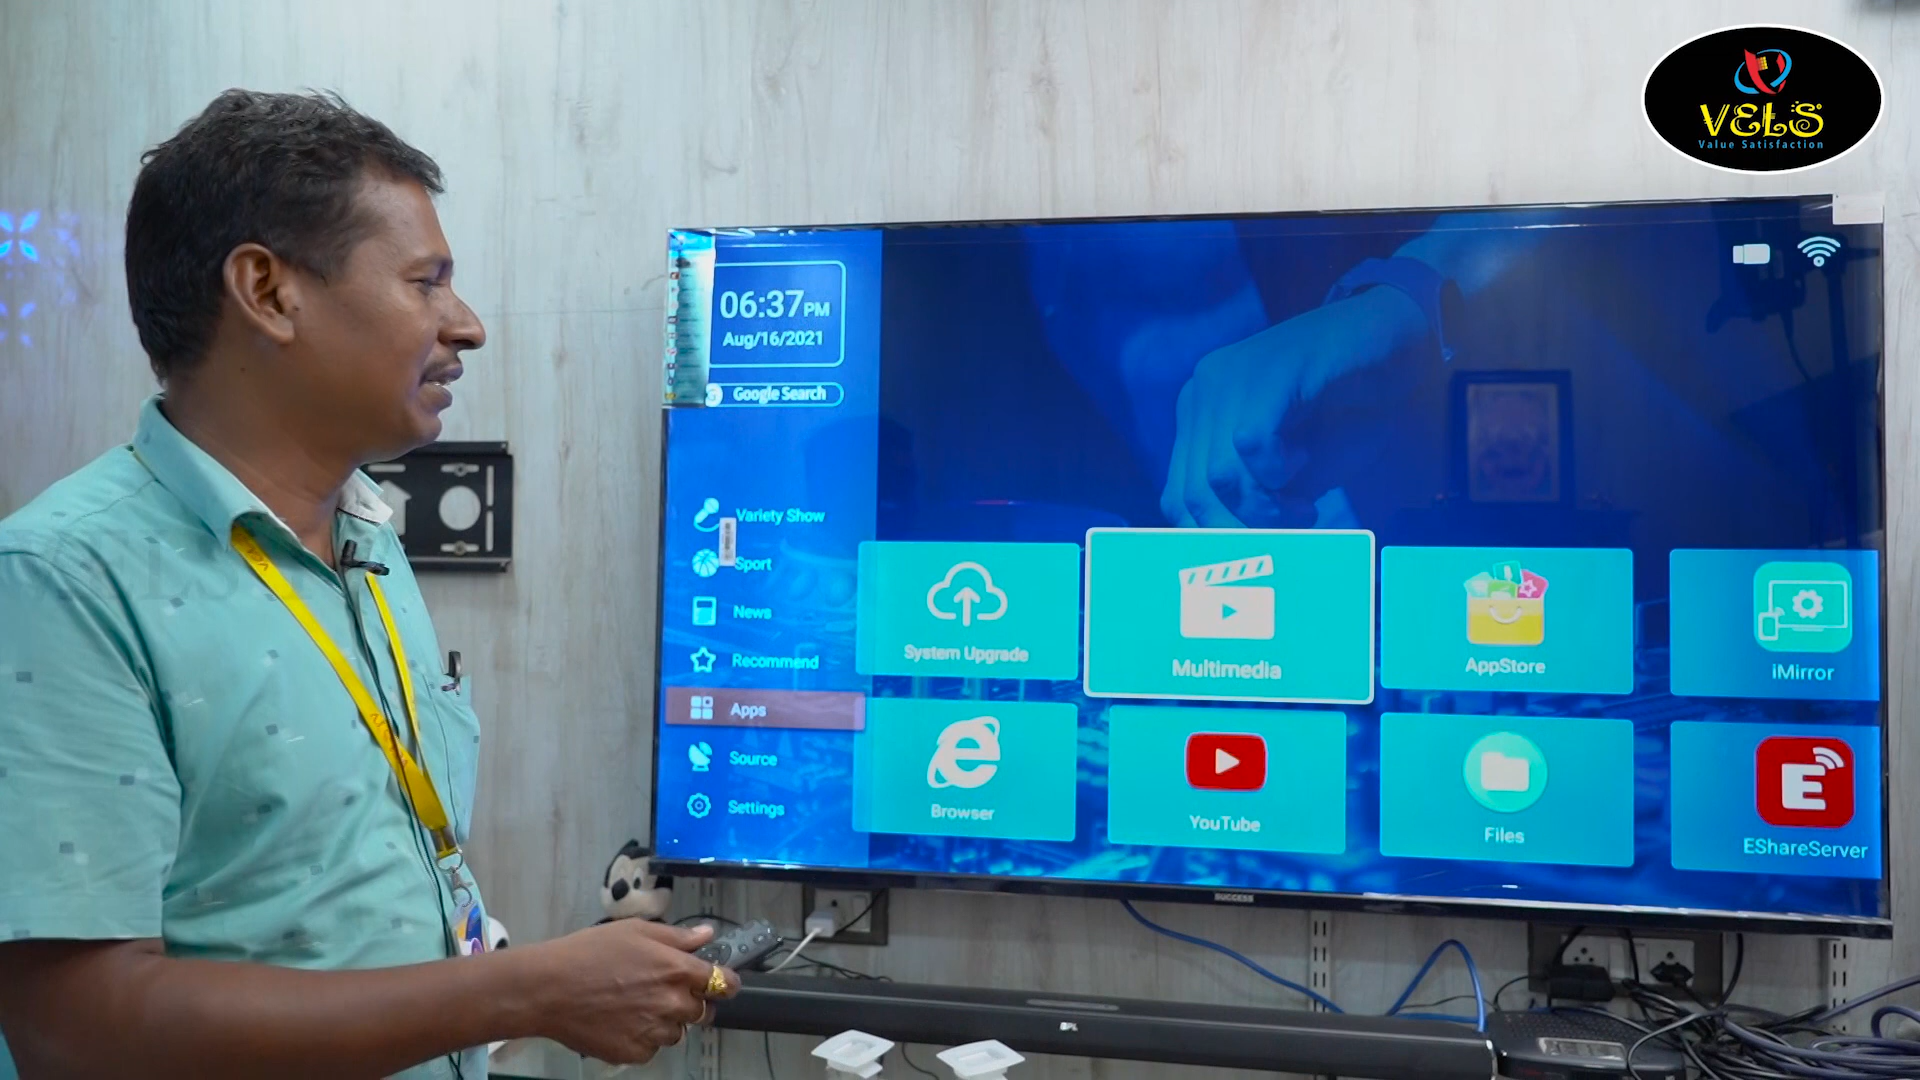 VELS
Value Satisfaction
06:37PM
Aug/16/2021
Google Search
Variety Show
Sport
News
Recommend
Apps
Source
Settings
System Upgrade
Multimedia
AppStore
iMirror
Browser
YouTube
Files
EShareServer
SUCCESS
JBL